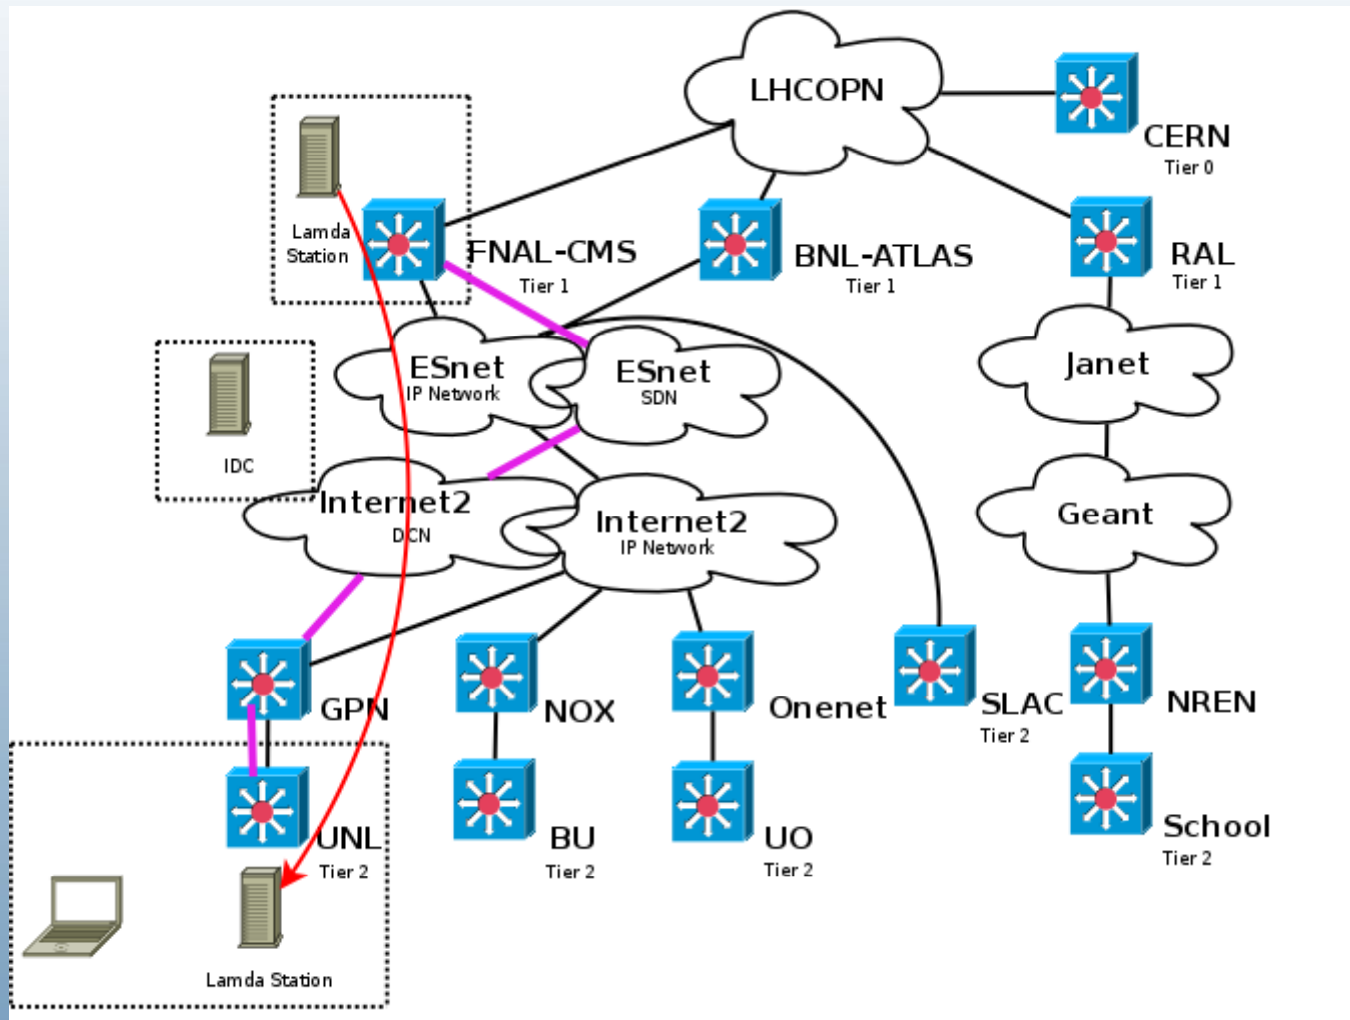 LHCOPN
CERN
Tier 0
Lamda
Station
FNAL-CMS
Tier 1
BNL-ATLAS
Tier 1
RAL
Tier 1
ESnet
IP Network
ESnet
SDN
Janet
IDC
Internet2
DCN
Internet2
IP Network
Geant
GPN
NOX
Onenet
SLAC
Tier 2
NREN
UNL
Tier 2
BU
Tier 2
UO
Tier 2
School
Tier 2
Lamda Station